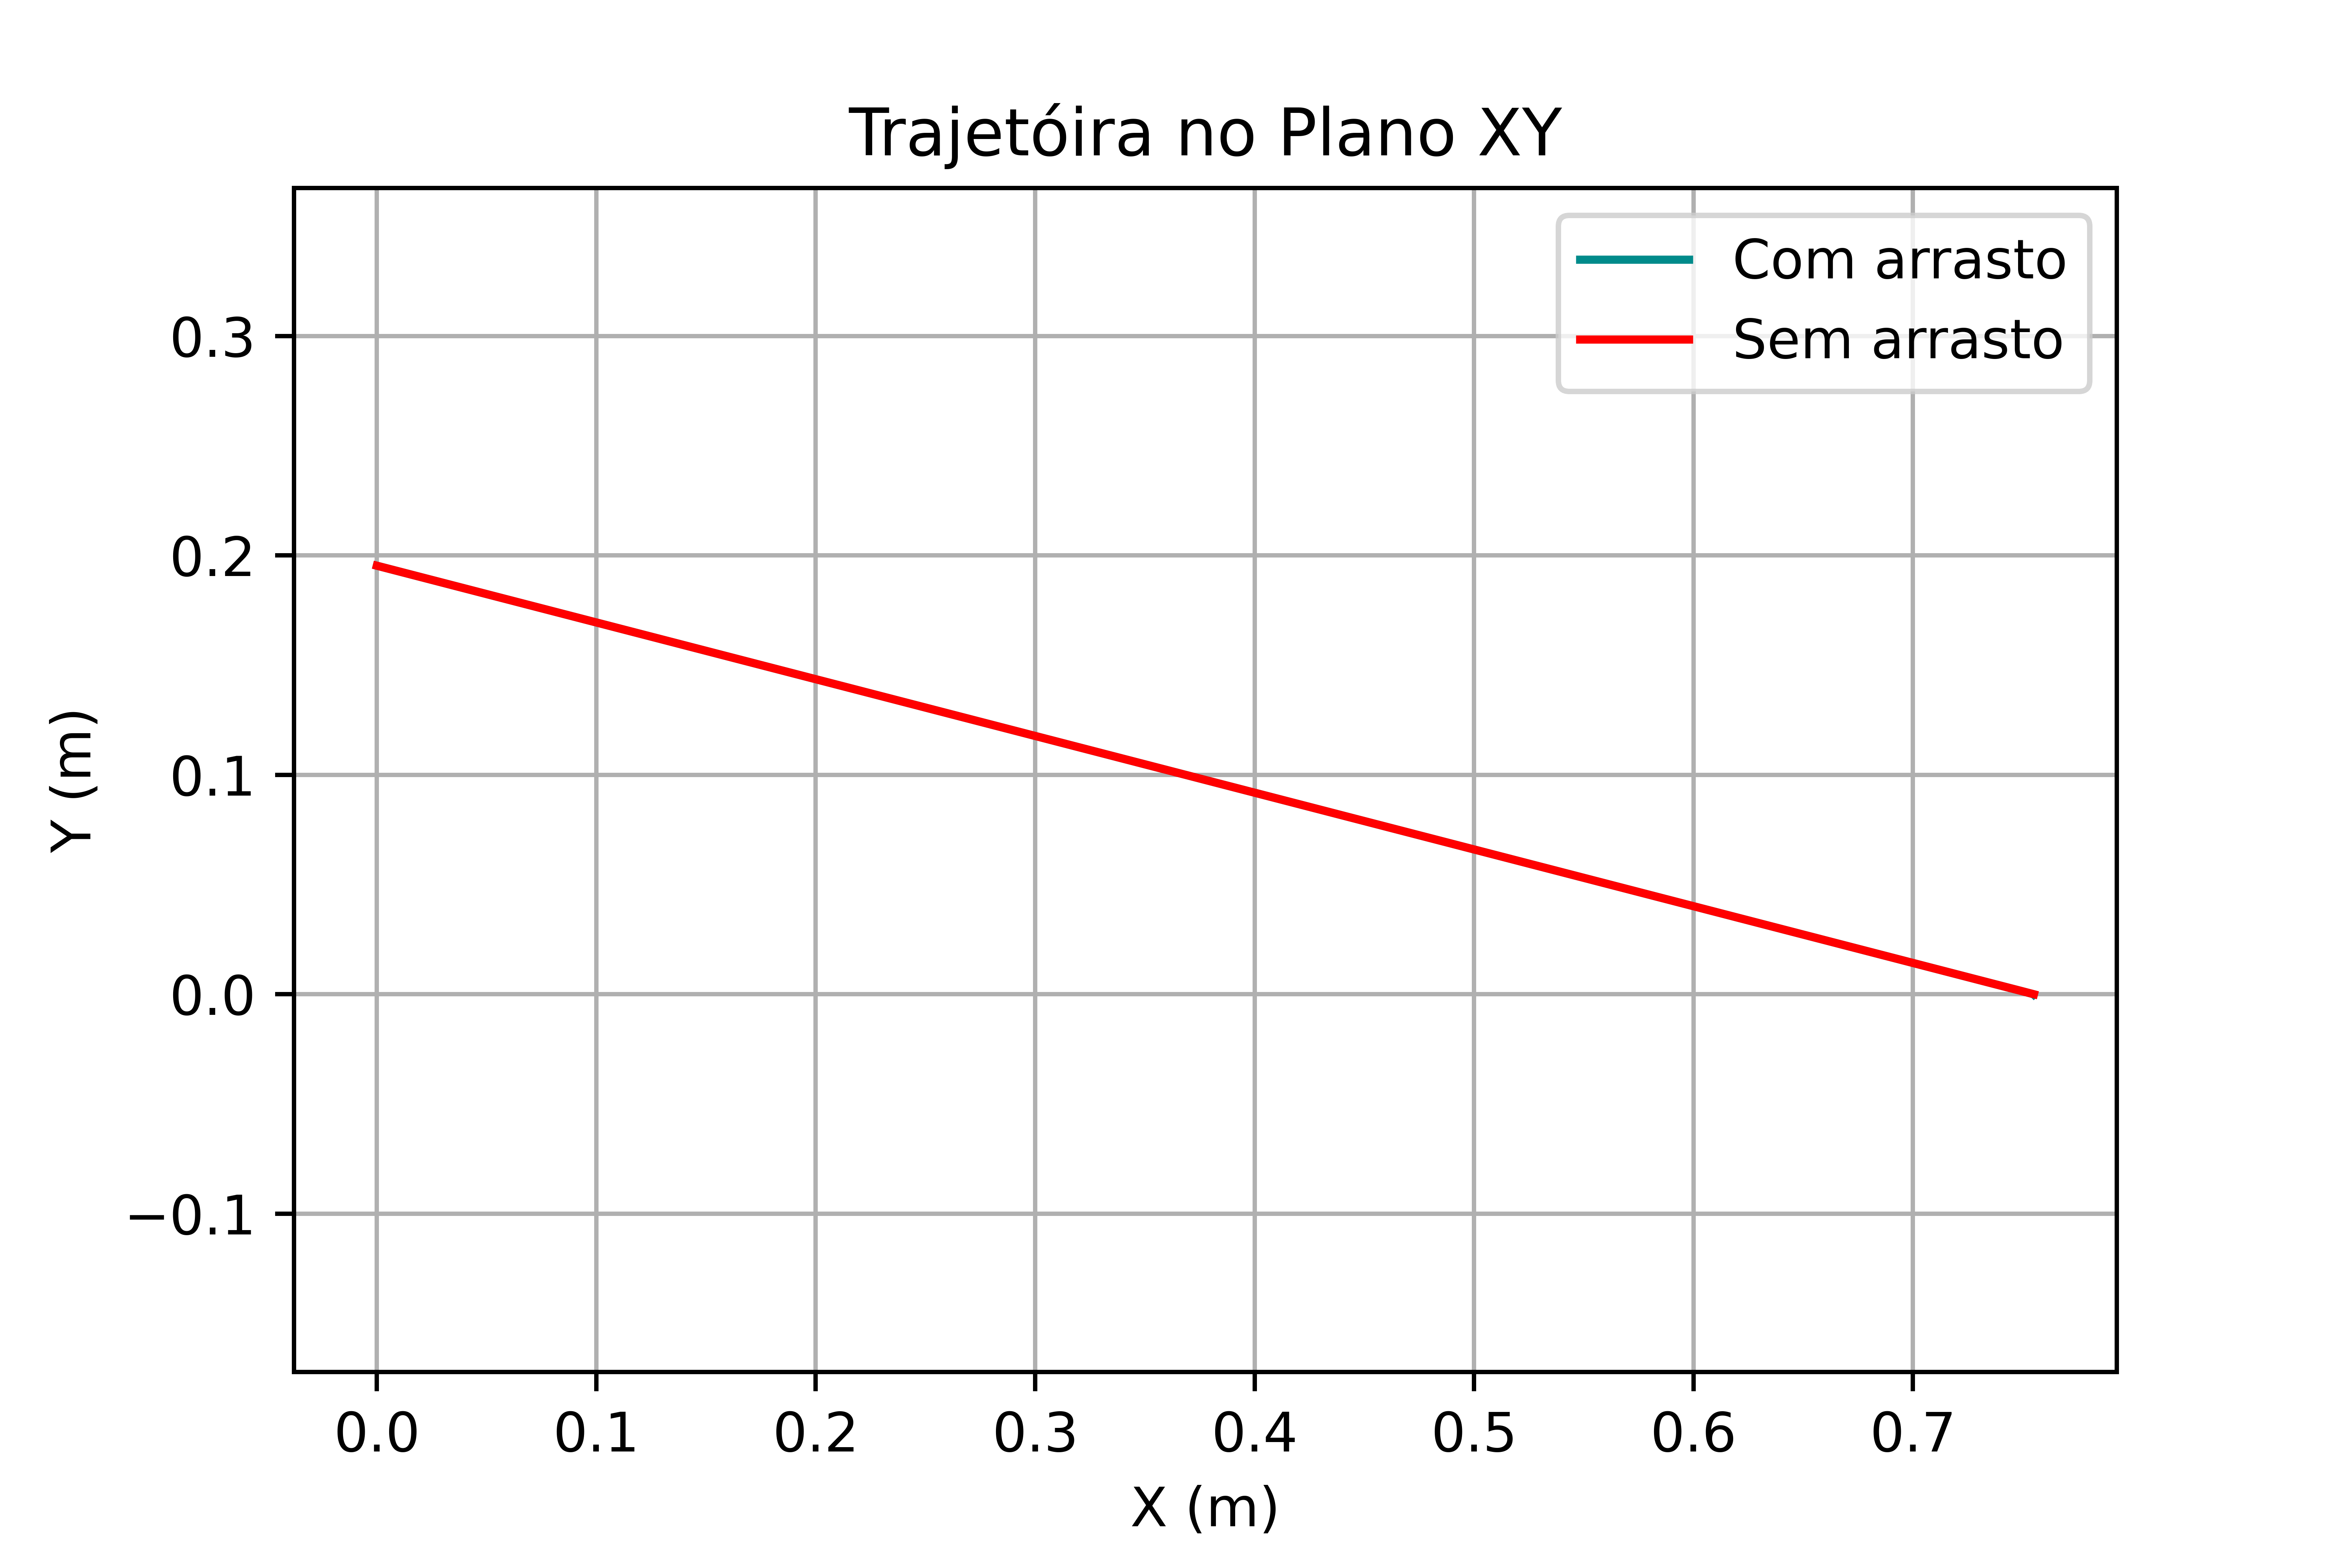 Trajetóira no Plano XY
Com arrasto
Sem arrasto
0.3
0.2
0.1
0.0
−0.1
Y (m)
0.0 0.1 0.2 0.3 0.4 0.5 0.6 0.7
X (m)